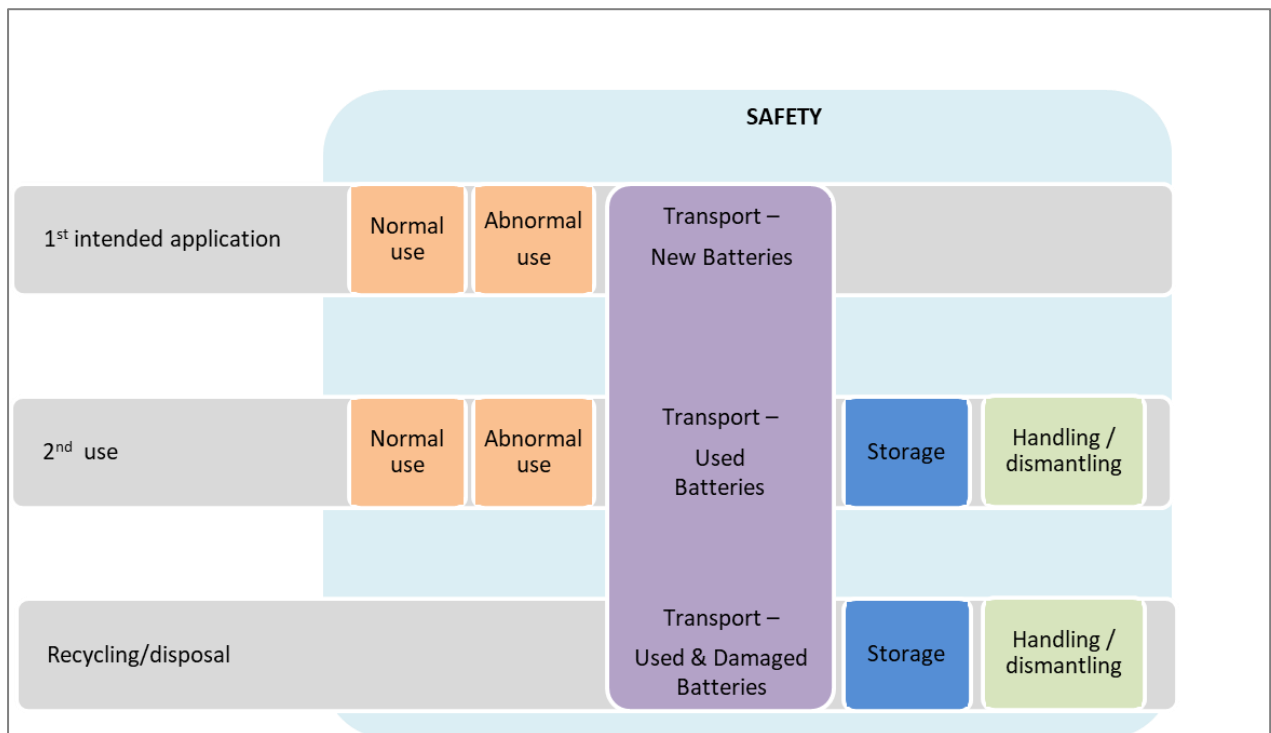 SAFETY
1st intended application
Normal
use
Abnormal
use
Transport –
New Batteries
2nd use
Normal
use
Abnormal
use
Transport –
Used
Batteries
Storage
Handling /
dismantling
Recycling/disposal
Transport –
Used & Damaged
Batteries
Storage
Handling /
dismantling